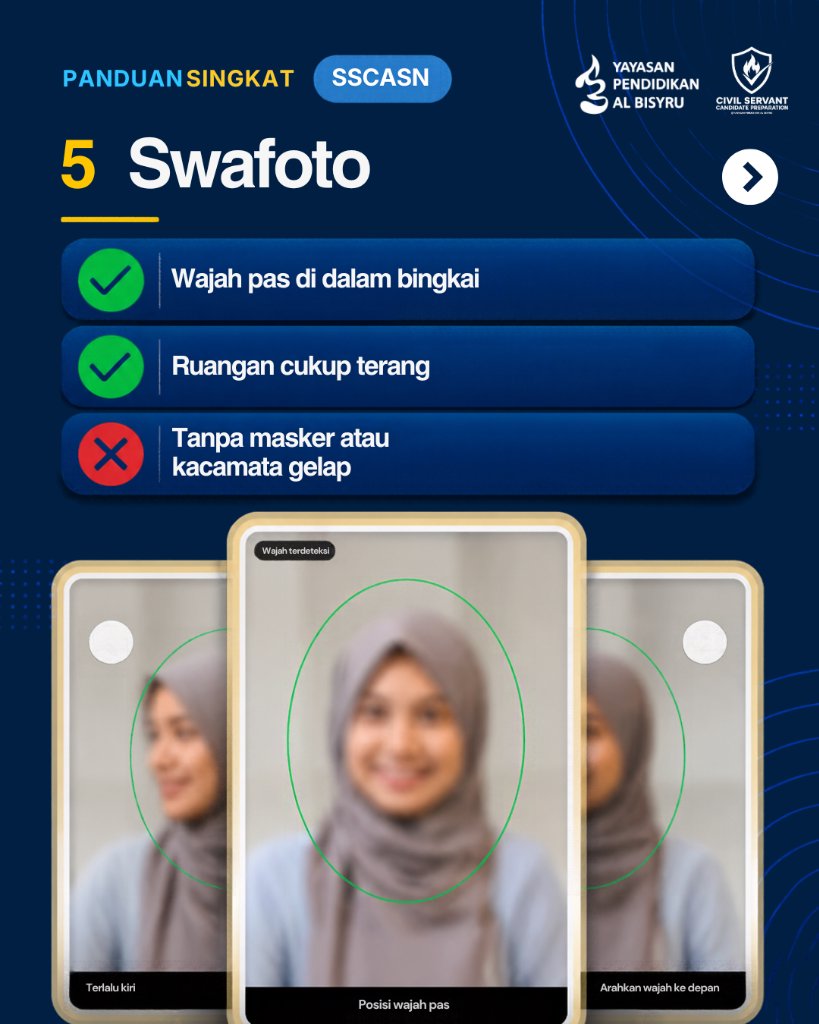 PANDUAN SINGKAT SSCASN
YAYASAN
PENDIDIKAN
AL BISYRU
CIVIL SERVANT
CANDIDATE PREPARATION
5 Swafoto
Wajah pas di dalam bingkai
Ruangan cukup terang
Tanpa masker atau
kacamata gelap
Wajah terdeteksi
Terlalu kiri
Posisi wajah pas
Arahkan wajah ke depan